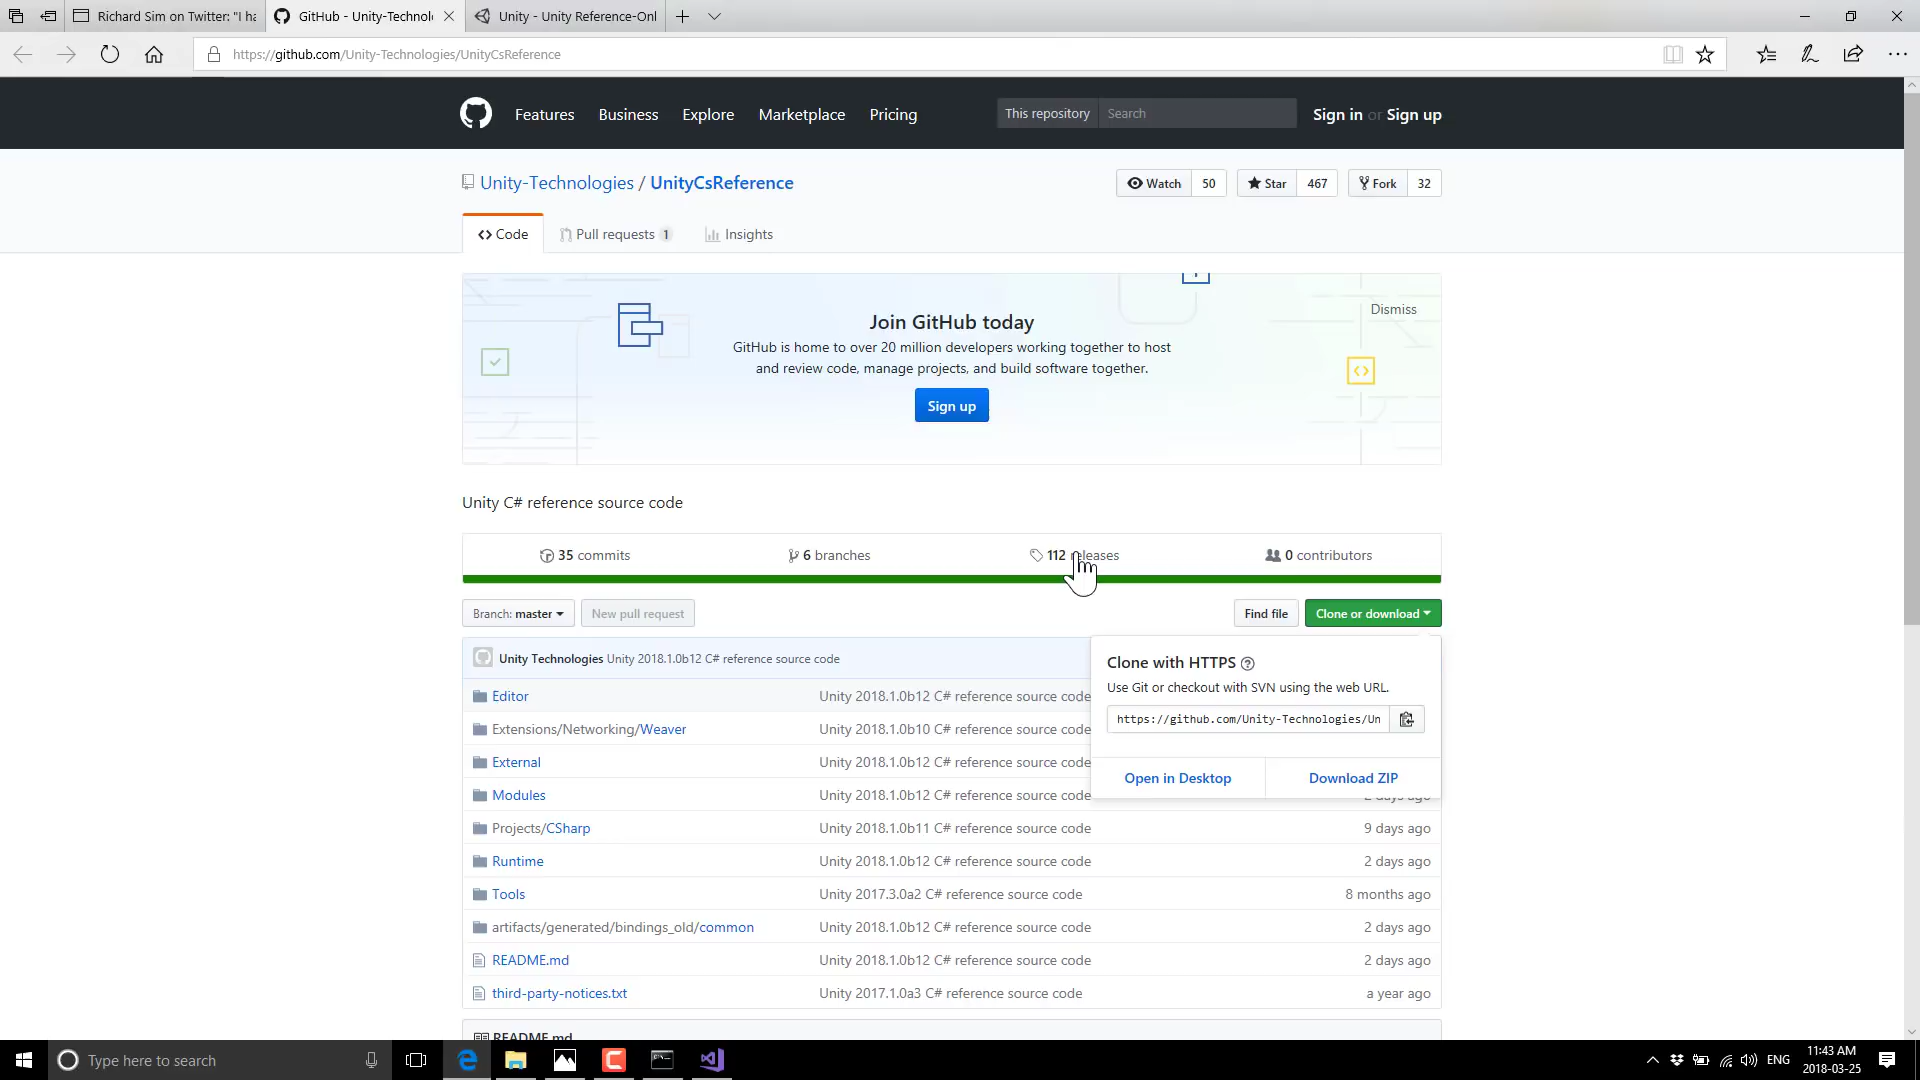 Richard Sim on Twitter: "I ha
GitHub - Unity-Technol
Unity - Unity Reference-Onl
https://github.com/Unity-Technologies/UnityCsReference
Features
Business
Explore
Marketplace
Pricing
This repository
Search
Sign in or Sign up
Unity-Technologies / UnityCsReference
Watch 50
Star 467
Fork 32
Code
Pull requests 1
Insights
Dismiss
Join GitHub today
GitHub is home to over 20 million developers working together to host
and review code, manage projects, and build software together.
Sign up
Unity C# reference source code
35 commits
6 branches
112 releases
0 contributors
Branch: master
New pull request
Find file
Clone or download
Unity Technologies Unity 2018.1.0b12 C# reference source code
Clone with HTTPS
Use Git or checkout with SVN using the web URL.
https://github.com/Unity-Technologies/Un
Open in Desktop
Download ZIP
Editor Unity 2018.1.0b12 C# reference source code
Extensions/Networking/Weaver Unity 2018.1.0b10 C# reference source code
External Unity 2018.1.0b12 C# reference source code
Modules Unity 2018.1.0b12 C# reference source code 2 days ago
Projects/CSharp Unity 2018.1.0b11 C# reference source code 9 days ago
Runtime Unity 2018.1.0b12 C# reference source code 2 days ago
Tools Unity 2017.3.0a2 C# reference source code 8 months ago
artifacts/generated/bindings_old/common Unity 2018.1.0b12 C# reference source code 2 days ago
README.md Unity 2018.1.0b12 C# reference source code 2 days ago
third-party-notices.txt Unity 2017.1.0a3 C# reference source code a year ago
README.md
Type here to search
ENG
11:43 AM
2018-03-25